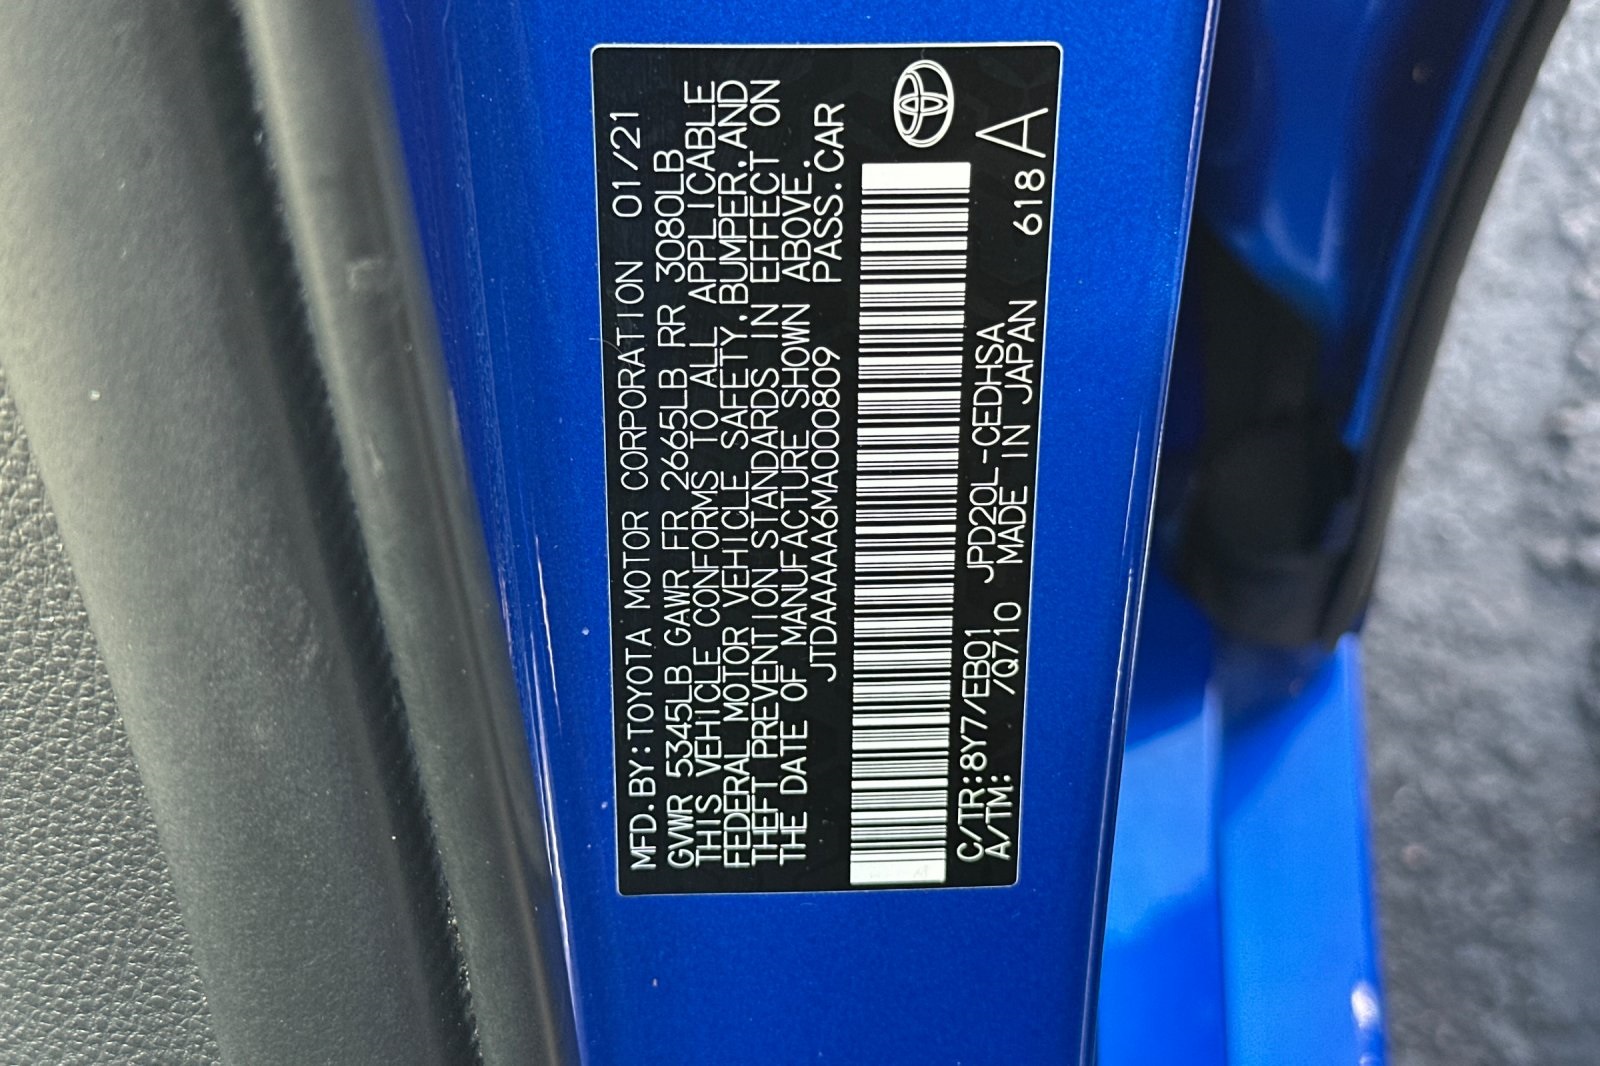 MFD.BY:TOYOTA MOTOR CORPORATION 01/21
GVWR 5345LB GAWR FR 2665LB RR 3080LB
THIS VEHICLE CONFORMS TO ALL APPLICABLE
FEDERAL MOTOR VEHICLE SAFETY,BUMPER,AND
THEFT PREVENTION STANDARDS IN EFFECT ON
THE DATE OF MANUFACTURE SHOWN ABOVE.
JTDAAAAA6MA000809 PASS.CAR
C/TR:8Y7/EB01 JPD20L-CEDHSA 618A
A/TM: /Q710 MADE IN JAPAN